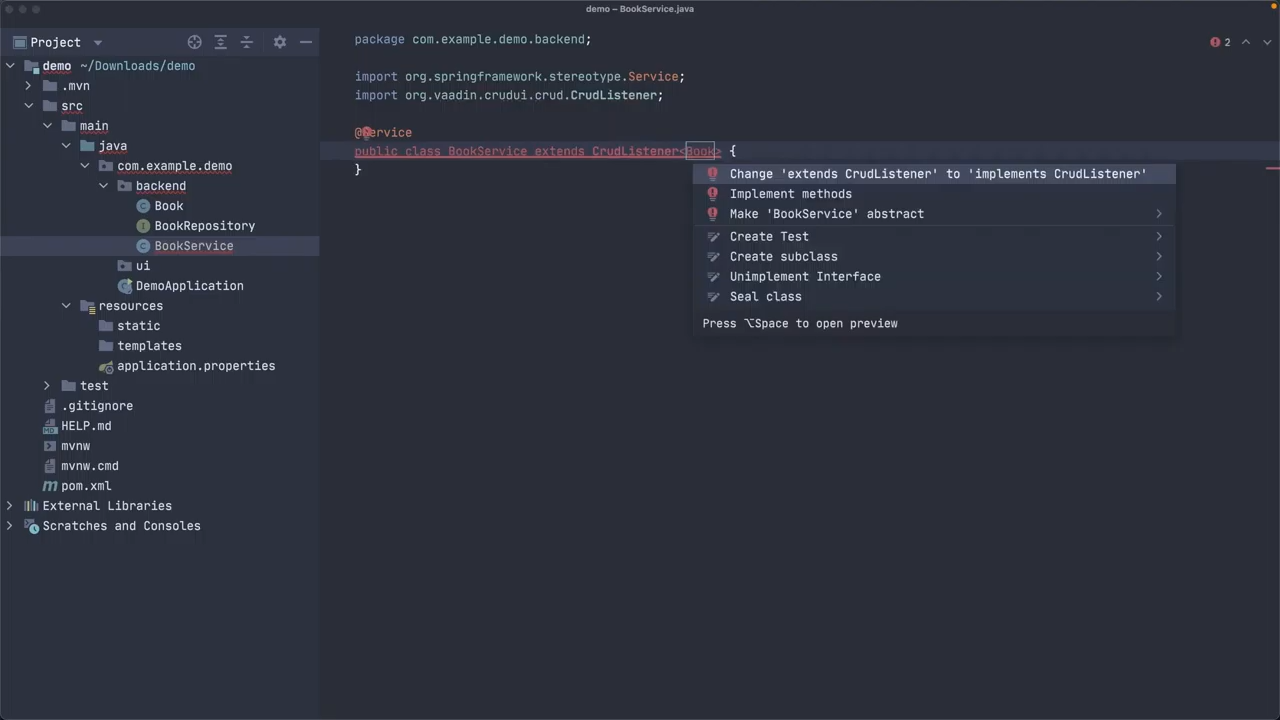 demo – BookService.java
Project
demo ~/Downloads/demo
.mvn
src
main
java
com.example.demo
backend
Book
BookRepository
BookService
ui
DemoApplication
resources
static
templates
application.properties
test
.gitignore
HELP.md
mvnw
mvnw.cmd
pom.xml
External Libraries
Scratches and Consoles
package com.example.demo.backend;
2
import org.springframework.stereotype.Service;
import org.vaadin.crudui.crud.CrudListener;
@Service
public class BookService extends CrudListener<Book> {
}
Change 'extends CrudListener' to 'implements CrudListener'
Implement methods
Make 'BookService' abstract
Create Test
Create subclass
Unimplement Interface
Seal class
Press ⌥Space to open preview